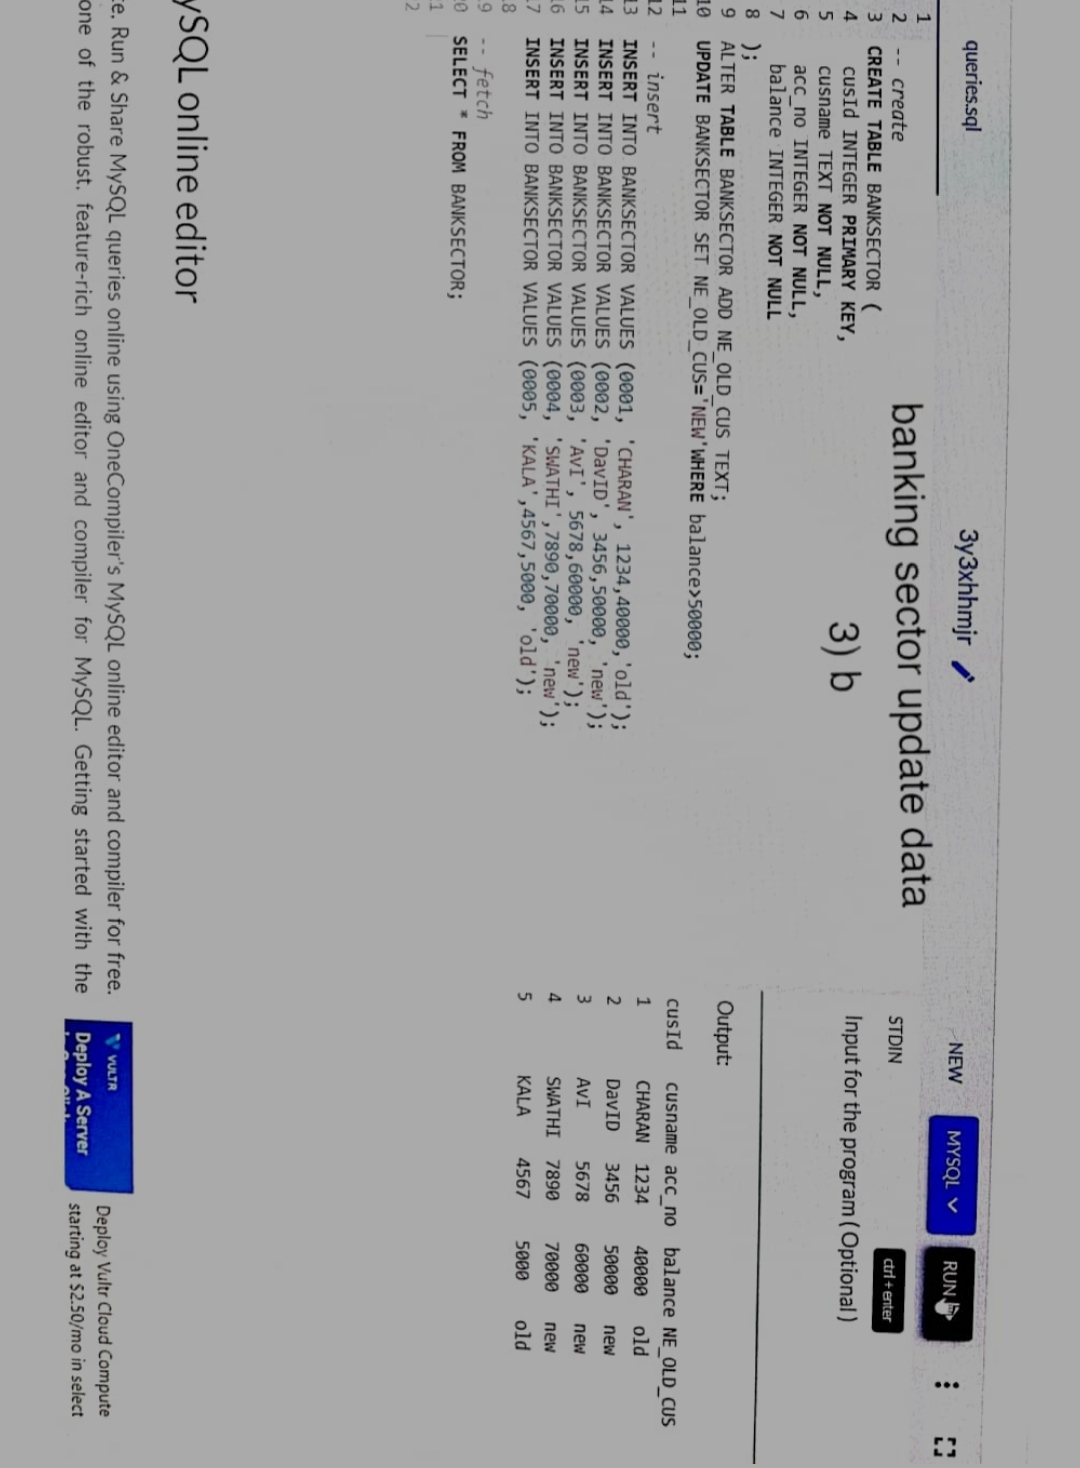 queries.sql
3y3xhhmjr
NEW
MYSQL
RUN
banking sector update data
3) b
1
2 -- create
3 CREATE TABLE BANKSECTOR (
4 cusId INTEGER PRIMARY KEY,
5 cusname TEXT NOT NULL,
6 acc_no INTEGER NOT NULL,
7 balance INTEGER NOT NULL
8 );
9 ALTER TABLE BANKSECTOR ADD NE_OLD_CUS TEXT;
10 UPDATE BANKSECTOR SET NE_OLD_CUS='NEW'WHERE balance>50000;
11
12 -- insert
13 INSERT INTO BANKSECTOR VALUES (0001, 'CHARAN', 1234,40000,'old');
14 INSERT INTO BANKSECTOR VALUES (0002, 'DavID', 3456,50000, 'new');
15 INSERT INTO BANKSECTOR VALUES (0003, 'AvI', 5678,60000, 'new');
16 INSERT INTO BANKSECTOR VALUES (0004, 'SWATHI',7890,70000, 'new');
17 INSERT INTO BANKSECTOR VALUES (0005, 'KALA',4567,5000, 'old');
8
9 -- fetch
0 SELECT * FROM BANKSECTOR;
1
2
STDIN
ctrl + enter
Input for the program ( Optional )
Output:
cusId cusname acc_no balance NE_OLD_CUS
1 CHARAN 1234 40000 old
2 DavID 3456 50000 new
3 AvI 5678 60000 new
4 SWATHI 7890 70000 new
5 KALA 4567 5000 old
ySQL online editor
e. Run & Share MySQL queries online using OneCompiler's MySQL online editor and compiler for free.
one of the robust, feature-rich online editor and compiler for MySQL. Getting started with the
VULTR
Deploy A Server
Deploy Vultr Cloud Compute
starting at $2.50/mo in select